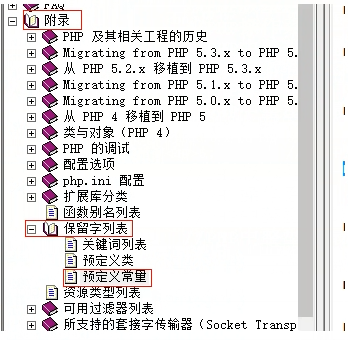 FAQ
附录
PHP 及其相关工程的历史
Migrating from PHP 5.3.x to PHP 5.
从 PHP 5.2.x 移植到 PHP 5.3.x
Migrating from PHP 5.1.x to PHP 5.
Migrating from PHP 5.0.x to PHP 5.
从 PHP 4 移植到 PHP 5
类与对象（PHP 4）
PHP 的调试
配置选项
php.ini 配置
扩展库分类
函数别名列表
保留字列表
关键词列表
预定义类
预定义常量
资源类型列表
可用过滤器列表
所支持的套接字传输器（Socket Transp